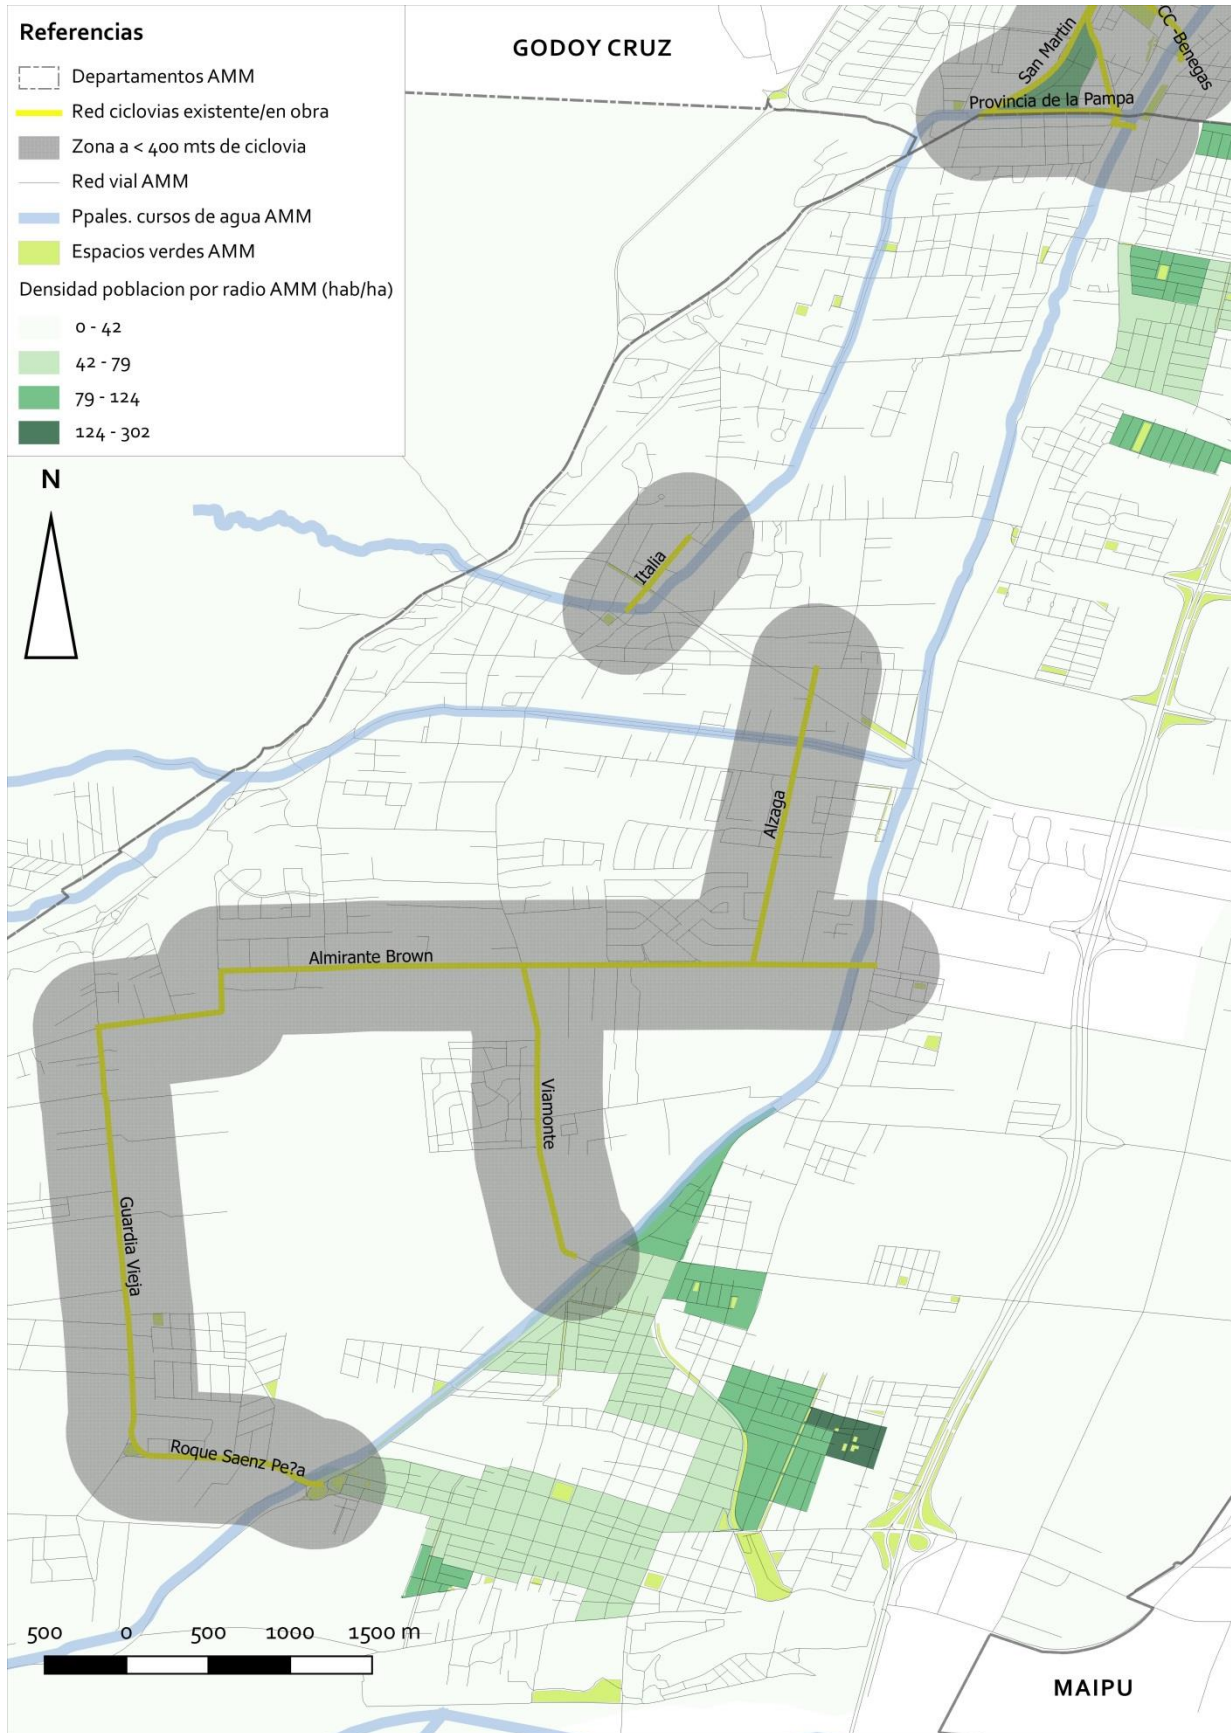 Referencias
Departamentos AMM
Red ciclovias existente/en obra
Zona a < 400 mts de ciclovia
Red vial AMM
Ppales. cursos de agua AMM
Espacios verdes AMM
Densidad poblacion por radio AMM (hab/ha)
0 - 42
42 - 79
79 - 124
124 - 302
N
GODOY CRUZ
San Martin
CC-Benegas
Provincia de la Pampa
Italia
Alzaga
Almirante Brown
Viamonte
Guardia Vieja
Roque Saenz Pe?a
500 0 500 1000 1500 m
MAIPU